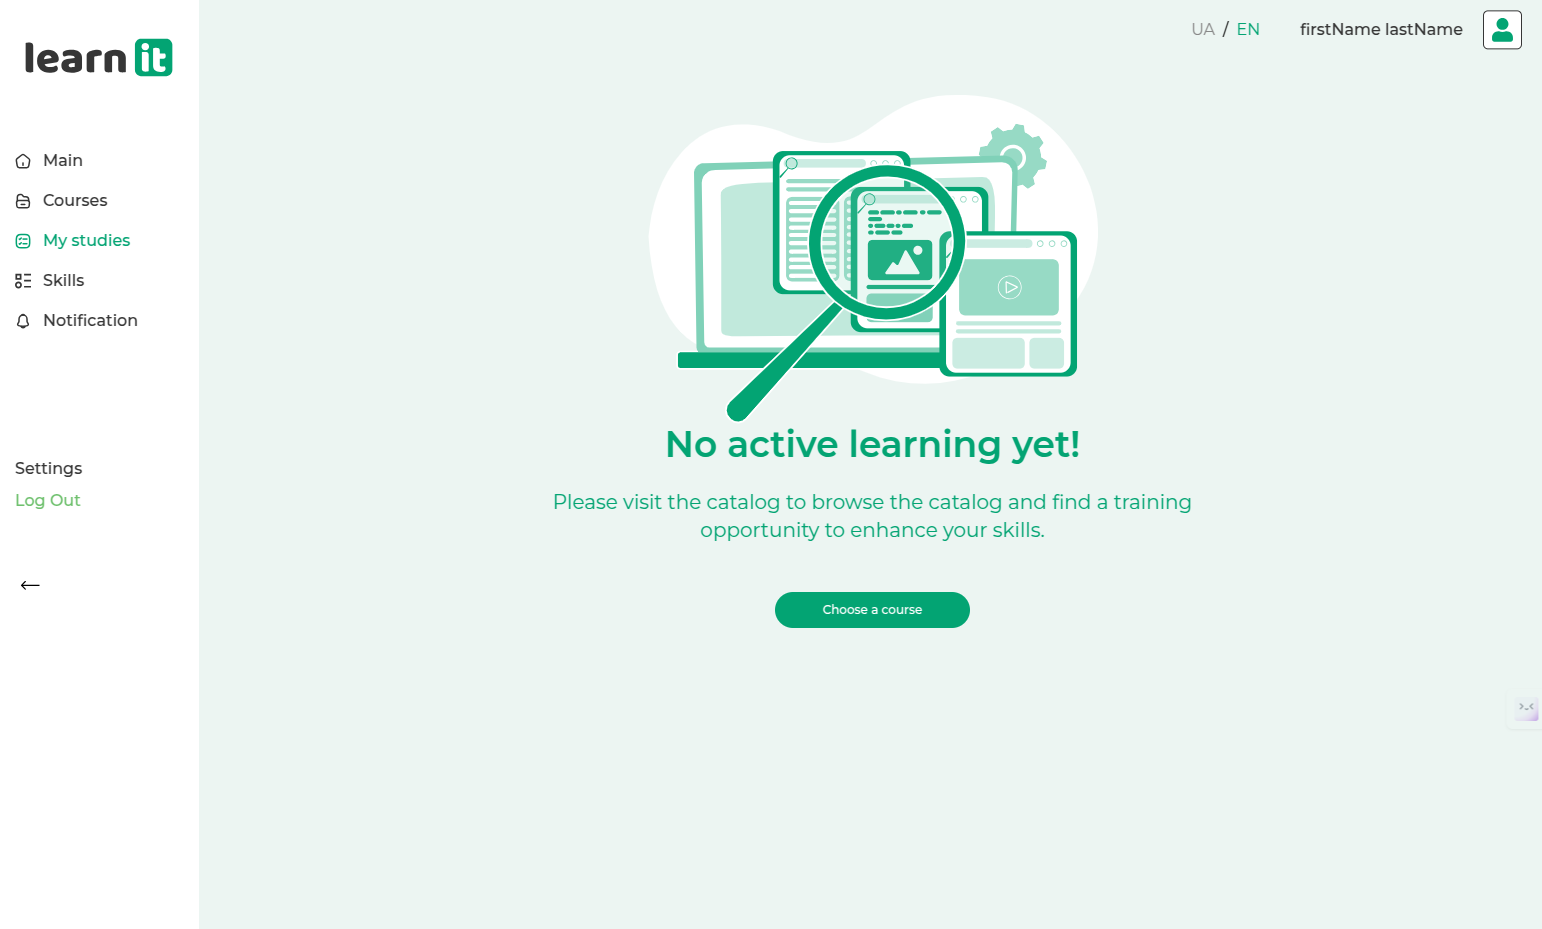 learn it
UA / EN
firstName lastName
Main
Courses
My studies
Skills
Notification
Settings
Log Out
No active learning yet!
Please visit the catalog to browse the catalog and find a training
opportunity to enhance your skills.
Choose a course